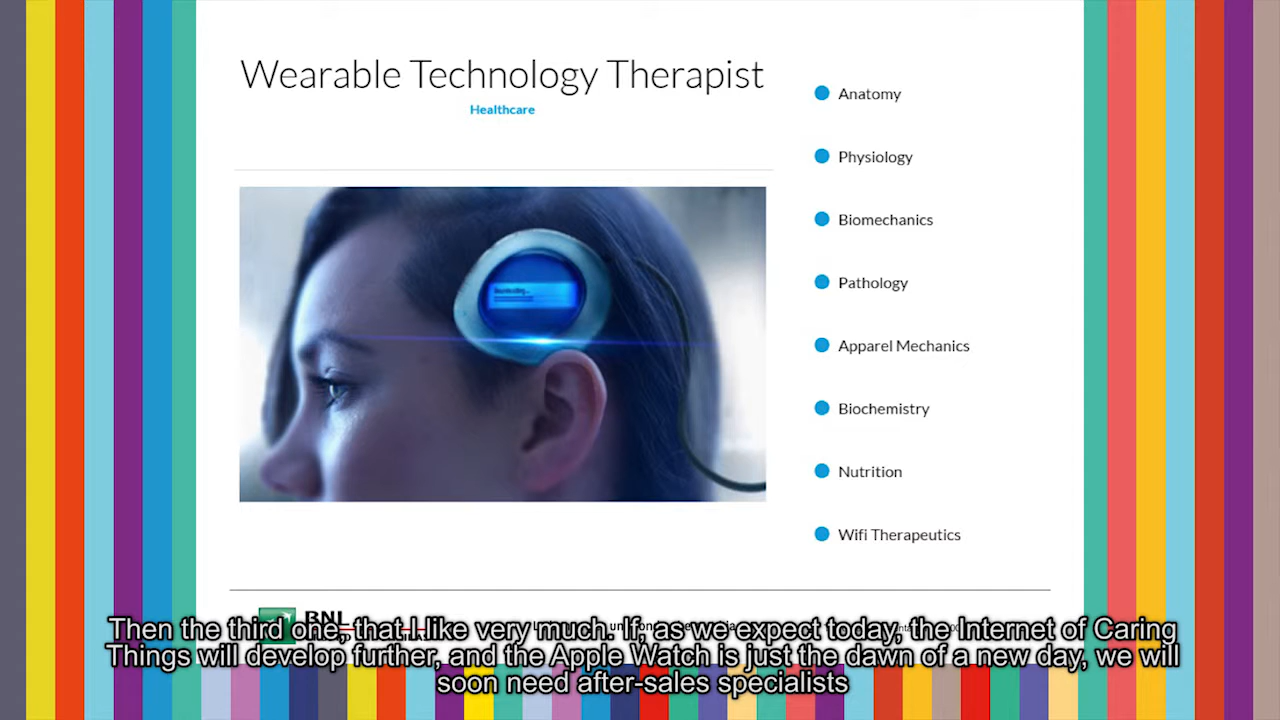 Wearable Technology Therapist
Healthcare
Anatomy
Physiology
Biomechanics
Pathology
Apparel Mechanics
Biochemistry
Nutrition
Wifi Therapeutics
BNL
Then the third one, that I like very much. If, as we expect today, the Internet of Caring
Things will develop further, and the Apple Watch is just the dawn of a new day, we will
soon need after-sales specialists